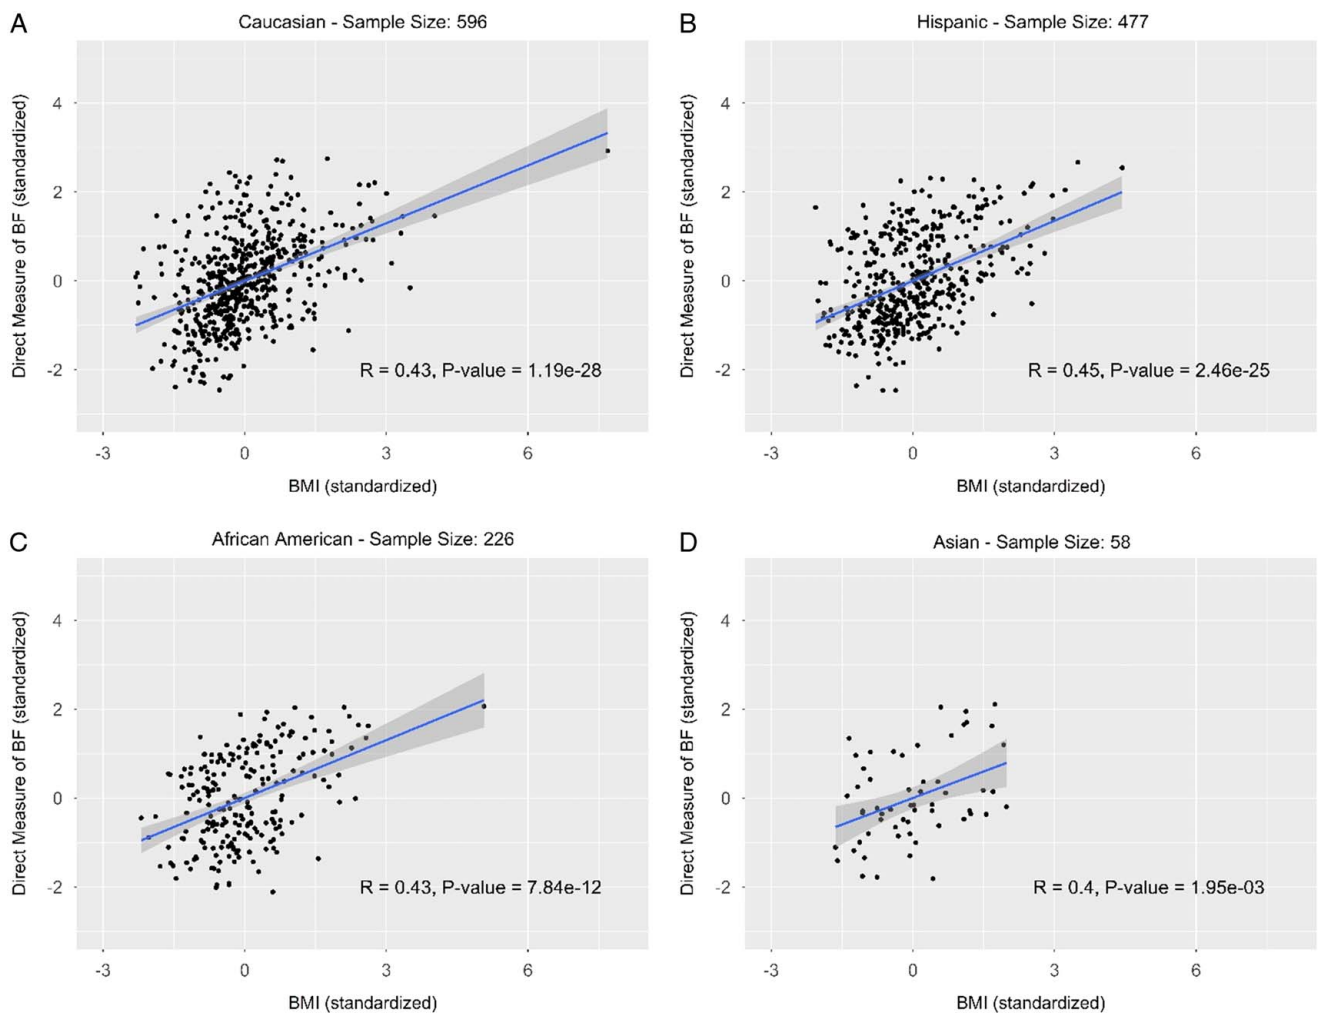 A
Caucasian - Sample Size: 596
Direct Measure of BF (standardized)
4
2
0
-2
R = 0.43, P-value = 1.19e-28
-3
0
3
6
BMI (standardized)
B
Hispanic - Sample Size: 477
Direct Measure of BF (standardized)
4
2
0
-2
R = 0.45, P-value = 2.46e-25
-3
0
3
6
BMI (standardized)
C
African American - Sample Size: 226
Direct Measure of BF (standardized)
4
2
0
-2
R = 0.43, P-value = 7.84e-12
-3
0
3
6
BMI (standardized)
D
Asian - Sample Size: 58
Direct Measure of BF (standardized)
4
2
0
-2
R = 0.4, P-value = 1.95e-03
-3
0
3
6
BMI (standardized)